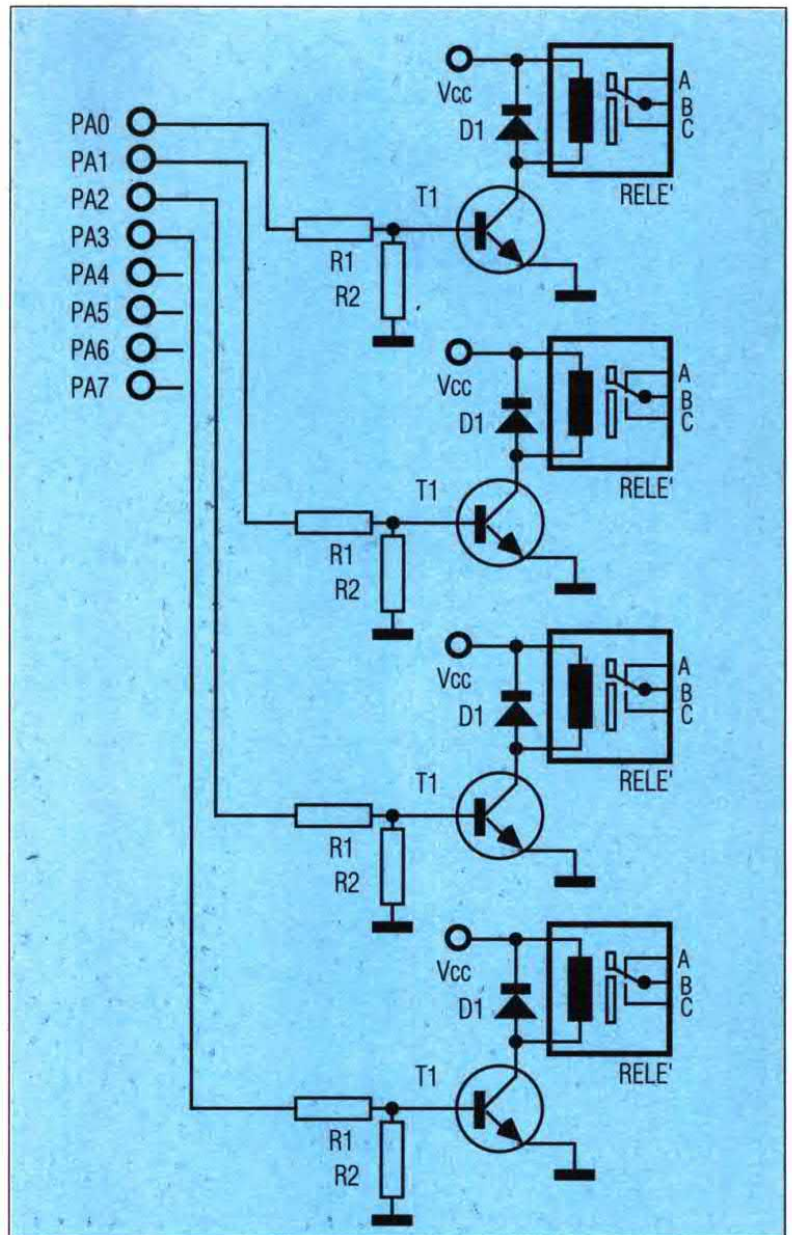 PA0
PA1
PA2
PA3
PA4
PA5
PA6
PA7
Vcc
D1
T1
R1
R2
A
B
C
RELE'
Vcc
D1
T1
R1
R2
A
B
C
RELE'
Vcc
D1
T1
R1
R2
A
B
C
RELE'
Vcc
D1
T1
R1
R2
A
B
C
RELE'